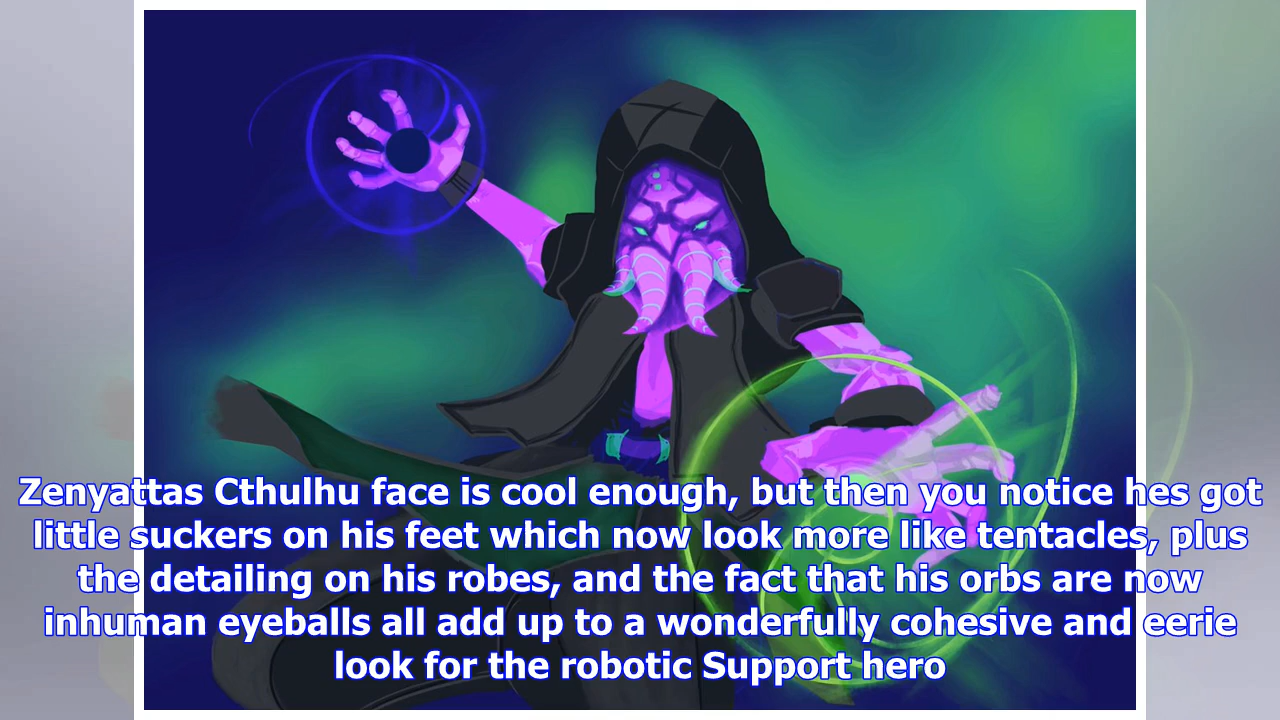 Zenyattas Cthulhu face is cool enough, but then you notice hes got
little suckers on his feet which now look more like tentacles, plus
the detailing on his robes, and the fact that his orbs are now
inhuman eyeballs all add up to a wonderfully cohesive and eerie
look for the robotic Support hero